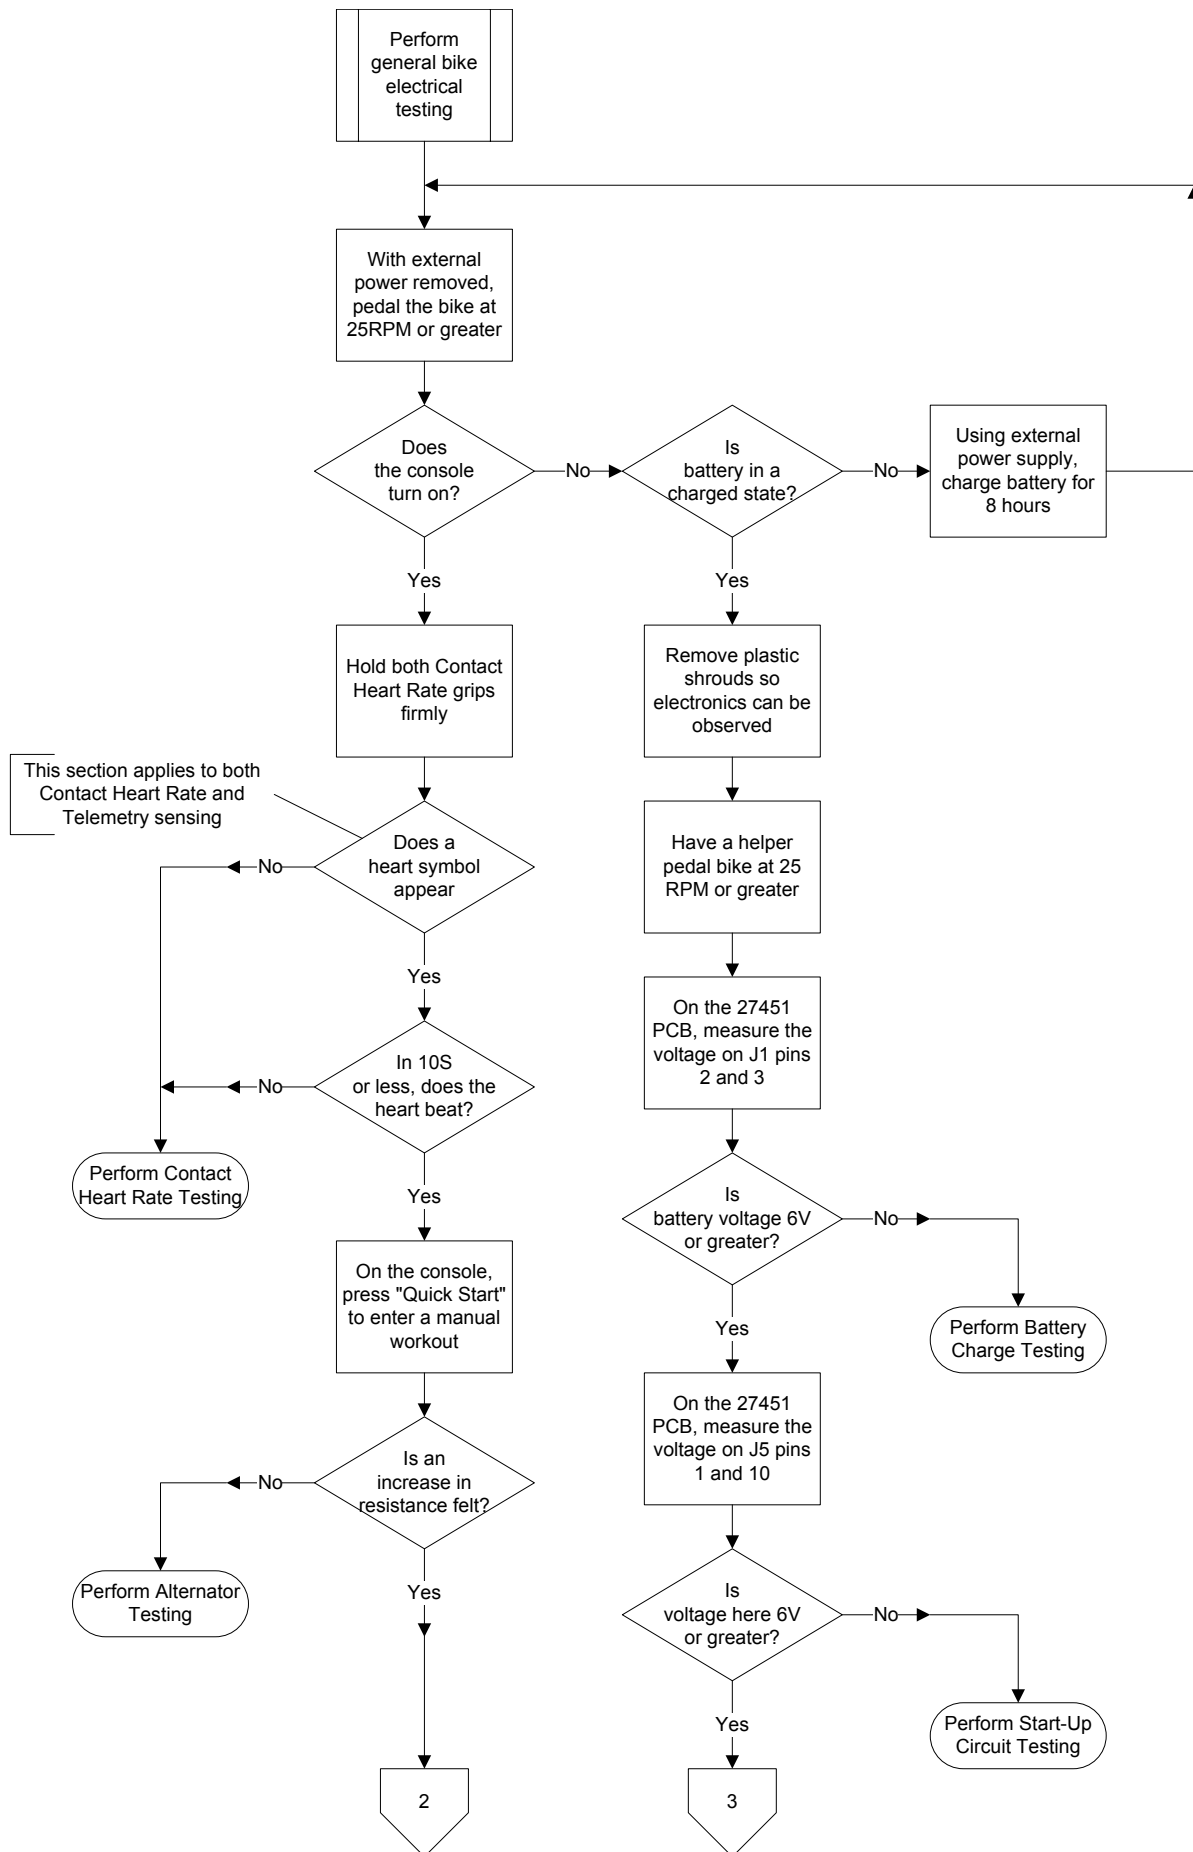 Perform
general bike
electrical
testing
With external
power removed,
pedal the bike at
25RPM or greater
Does
the console
turn on?
No
Is
battery in a
charged state?
No
Using external
power supply,
charge battery for
8 hours
Yes
Yes
Hold both Contact
Heart Rate grips
firmly
Remove plastic
shrouds so
electronics can be
observed
This section applies to both
Contact Heart Rate and
Telemetry sensing
Does a
heart symbol
appear
No
Have a helper
pedal bike at 25
RPM or greater
Yes
On the 27451
PCB, measure the
voltage on J1 pins
2 and 3
In 10S
or less, does the
heart beat?
No
Perform Contact
Heart Rate Testing
Yes
Is
battery voltage 6V
or greater?
No
On the console,
press "Quick Start"
to enter a manual
workout
Yes
Perform Battery
Charge Testing
On the 27451
PCB, measure the
voltage on J5 pins
1 and 10
Is an
increase in
resistance felt?
No
Perform Alternator
Testing
Yes
Is
voltage here 6V
or greater?
No
Yes
Perform Start-Up
Circuit Testing
2
3